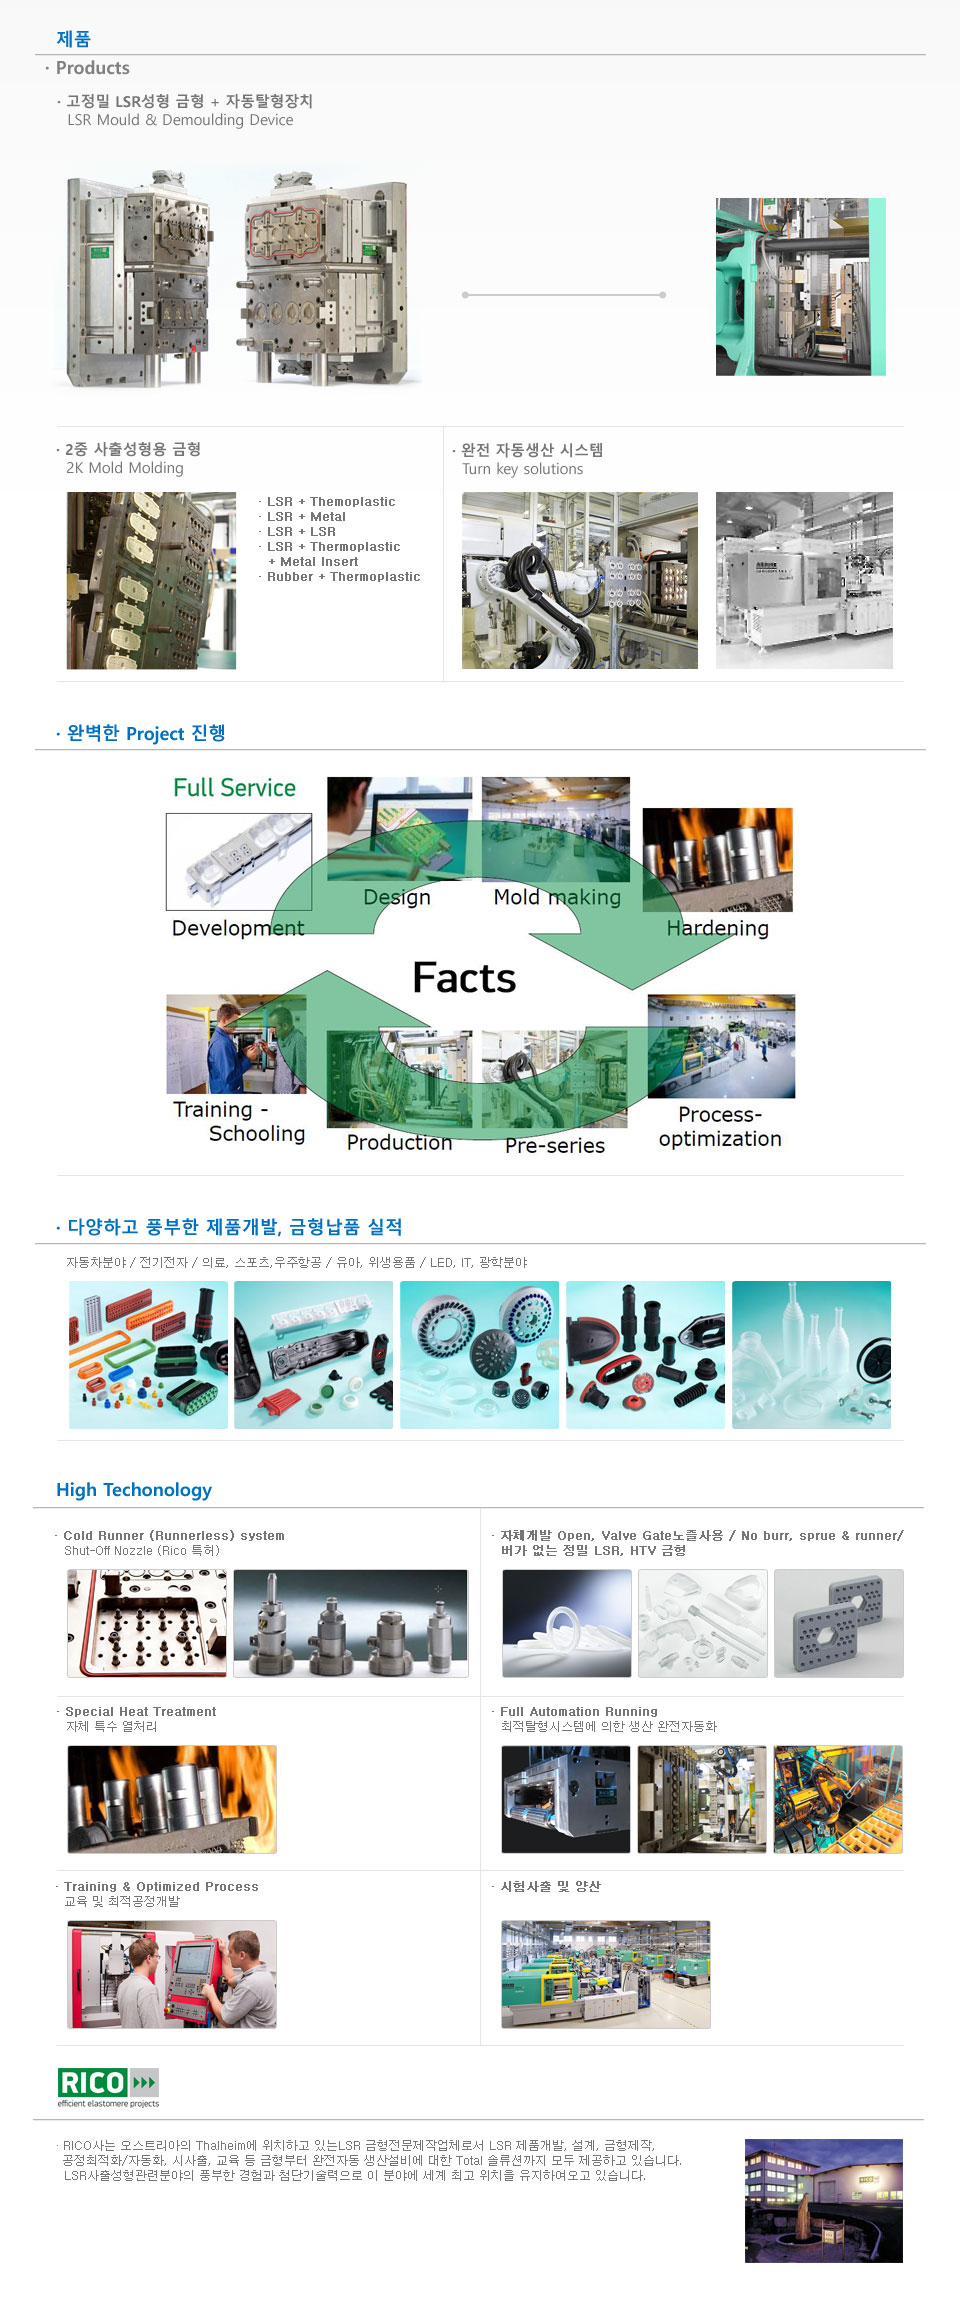 제품
· Products
· 고정밀 LSR성형 금형 + 자동탈형장치
LSR Mould & Demoulding Device
· 2중 사출성형용 금형
2K Mold Molding
· LSR + Themoplastic
· LSR + Metal
· LSR + LSR
· LSR + Thermoplastic
+ Metal Insert
· Rubber + Thermoplastic
· 완전 자동생산 시스템
Turn key solutions
· 완벽한 Project 진행
Full Service
Development
Design
Mold making
Hardening
Facts
Training -
Schooling
Production
Pre-series
Process-
optimization
· 다양하고 풍부한 제품개발, 금형납품 실적
자동차분야 / 전기전자 / 의료, 스포츠,우주항공 / 유아, 위생용품 / LED, IT, 광학분야
High Techonology
· Cold Runner (Runnerless) system
Shut-Off Nozzle (Rico 특허)
· 자체개발 Open, Valve Gate노즐사용 / No burr, sprue & runner/
버가 없는 정밀 LSR, HTV 금형
· Special Heat Treatment
자체 특수 열처리
· Full Automation Running
최적탈형시스템에 의한 생산 완전자동화
· Training & Optimized Process
교육 및 최적공정개발
· 시험사출 및 양산
RICO
efficient elastomere projects
· RICO사는 오스트리아의 Thalheim에 위치하고 있는LSR 금형전문제작업체로서 LSR 제품개발, 설계, 금형제작,
공정최적화/자동화, 시사출, 교육 등 금형부터 완전자동 생산설비에 대한 Total 솔류션까지 모두 제공하고 있습니다.
LSR사출성형관련분야의 풍부한 경험과 첨단기술력으로 이 분야에 세계 최고 위치을 유지하여오고 있습니다.